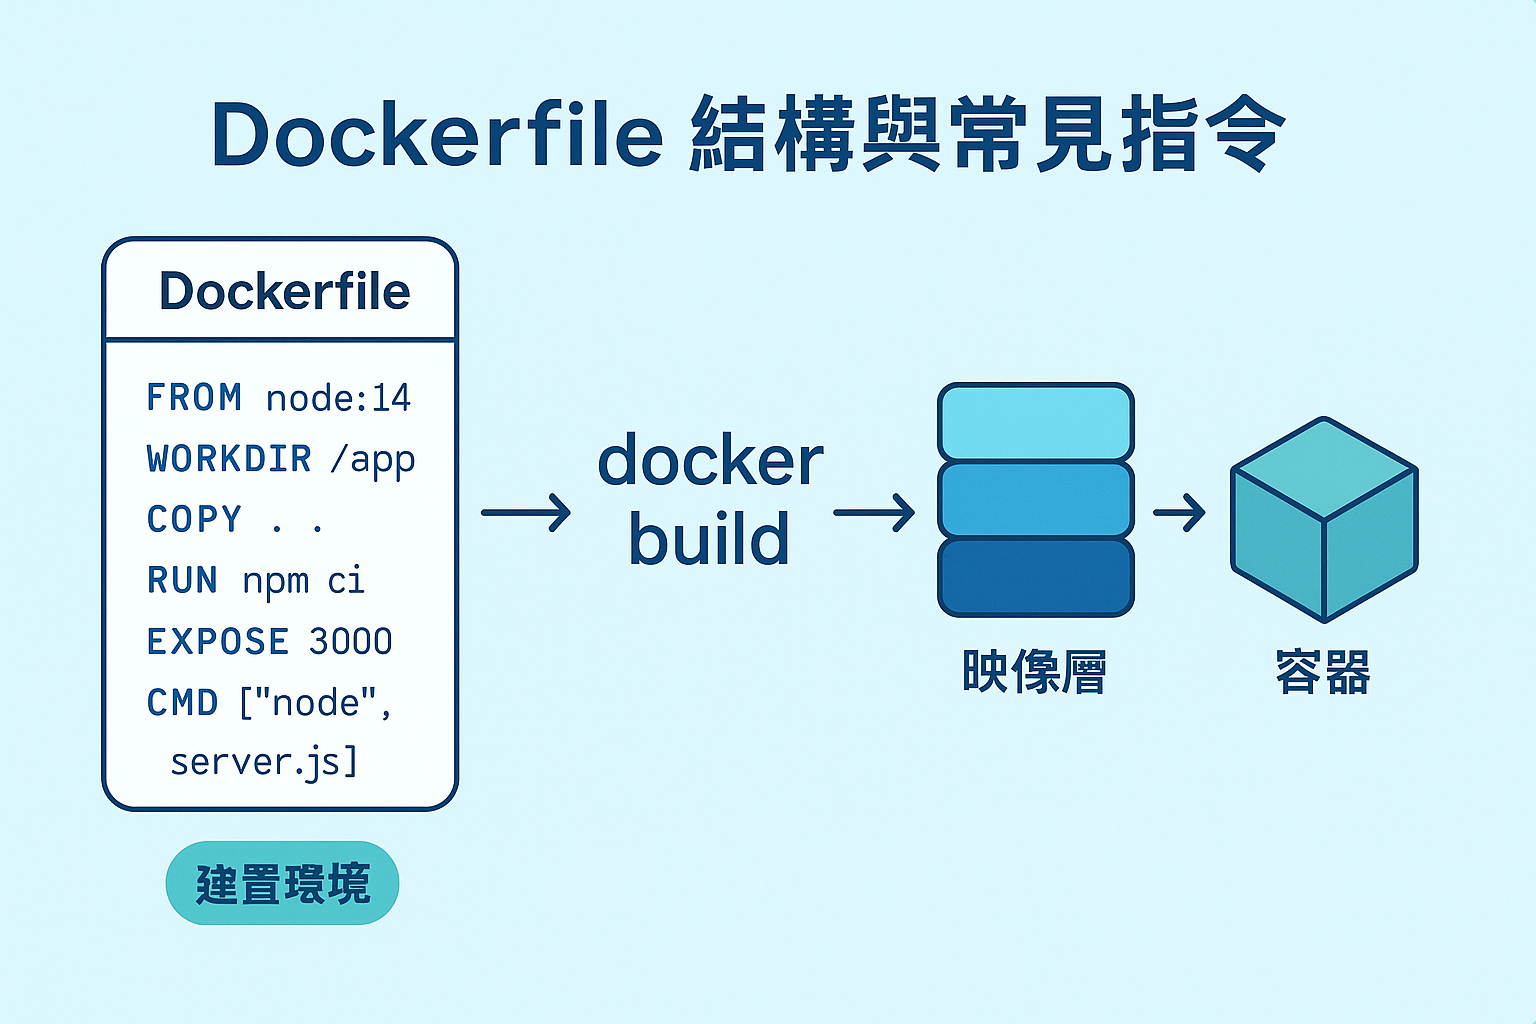 Dockerfile 結構與常見指令
Dockerfile
FROM node:14
WORKDIR /app
COPY . .
RUN npm ci
EXPOSE 3000
CMD ["node",
server.js]
建置環境
docker
build
映像層
容器